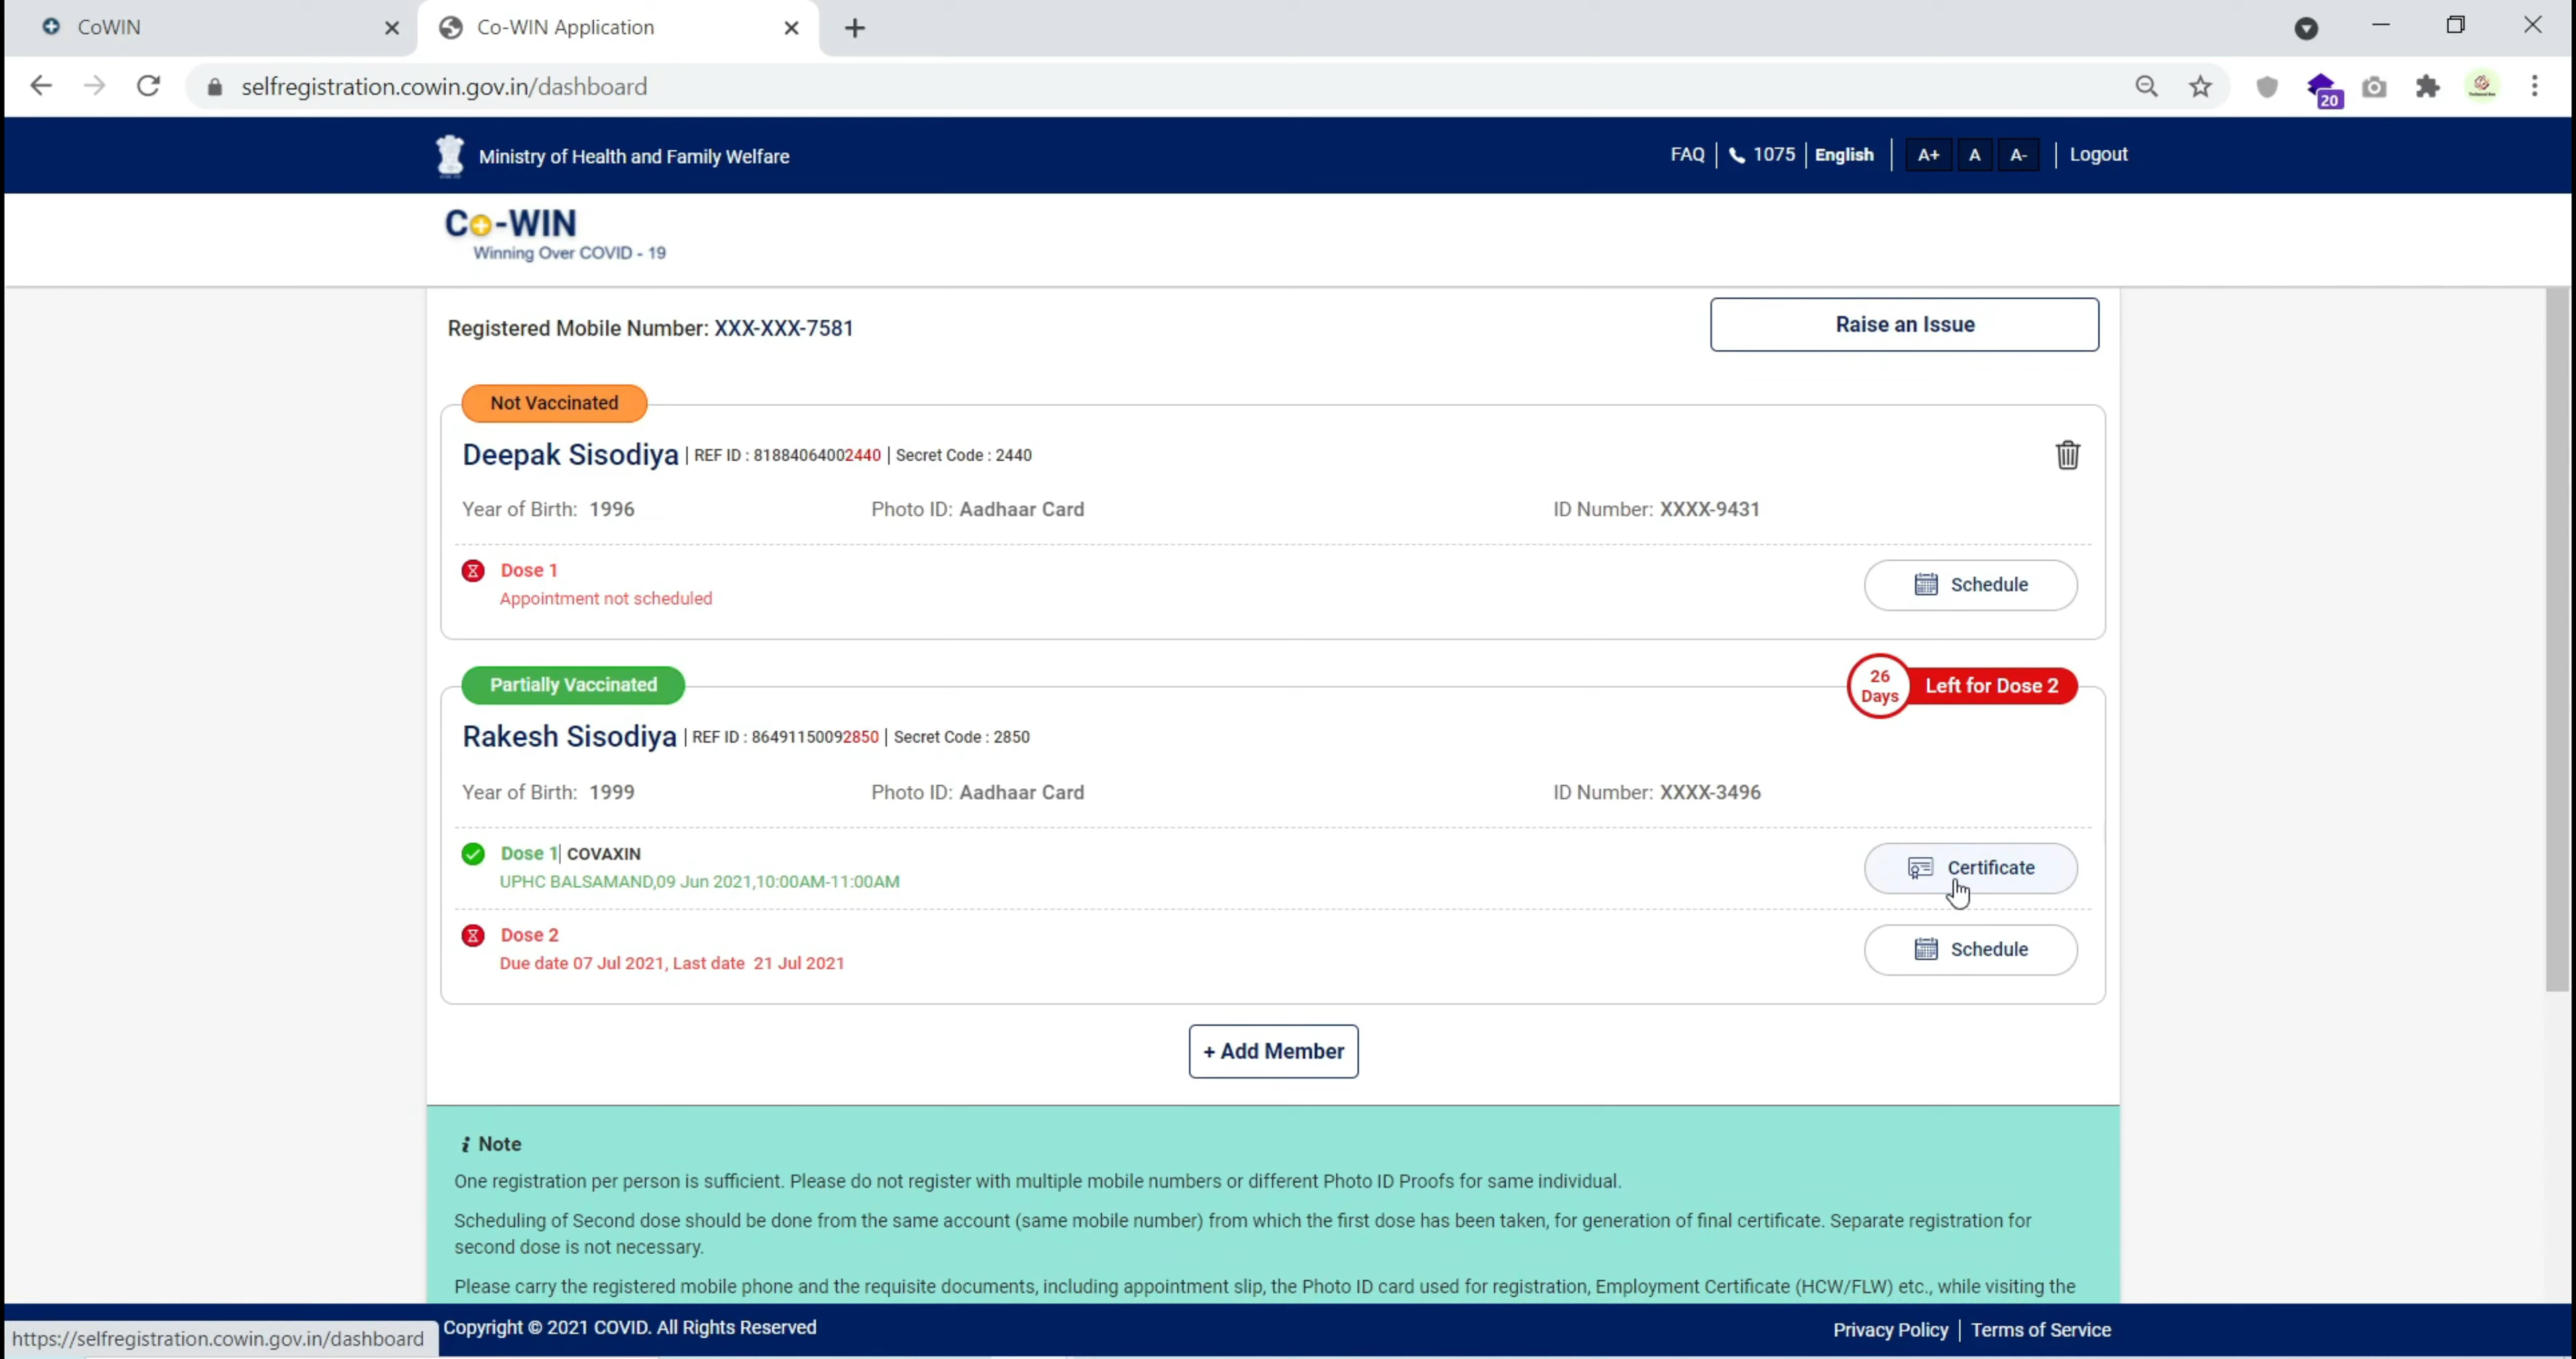 CoWIN
Co-WIN Application
selfregistration.cowin.gov.in/dashboard
20
Ministry of Health and Family Welfare
FAQ | 1075 | English | A+ A A- | Logout
Co-WIN
Winning Over COVID - 19
Registered Mobile Number: XXX-XXX-7581
Raise an Issue
Not Vaccinated
Deepak Sisodiya | REF ID : 81884064002440 | Secret Code : 2440
Year of Birth: 1996 Photo ID: Aadhaar Card ID Number: XXXX-9431
Dose 1
Appointment not scheduled
Schedule
Partially Vaccinated
26 Days
Left for Dose 2
Rakesh Sisodiya | REF ID : 86491150092850 | Secret Code : 2850
Year of Birth: 1999 Photo ID: Aadhaar Card ID Number: XXXX-3496
Dose 1| COVAXIN
UPHC BALSAMAND,09 Jun 2021,10:00AM-11:00AM
Certificate
Dose 2
Due date 07 Jul 2021, Last date 21 Jul 2021
Schedule
+ Add Member
i Note
One registration per person is sufficient. Please do not register with multiple mobile numbers or different Photo ID Proofs for same individual.
Scheduling of Second dose should be done from the same account (same mobile number) from which the first dose has been taken, for generation of final certificate. Separate registration for
second dose is not necessary.
Please carry the registered mobile phone and the requisite documents, including appointment slip, the Photo ID card used for registration, Employment Certificate (HCW/FLW) etc., while visiting the
https://selfregistration.cowin.gov.in/dashboard
Copyright © 2021 COVID. All Rights Reserved
Privacy Policy | Terms of Service